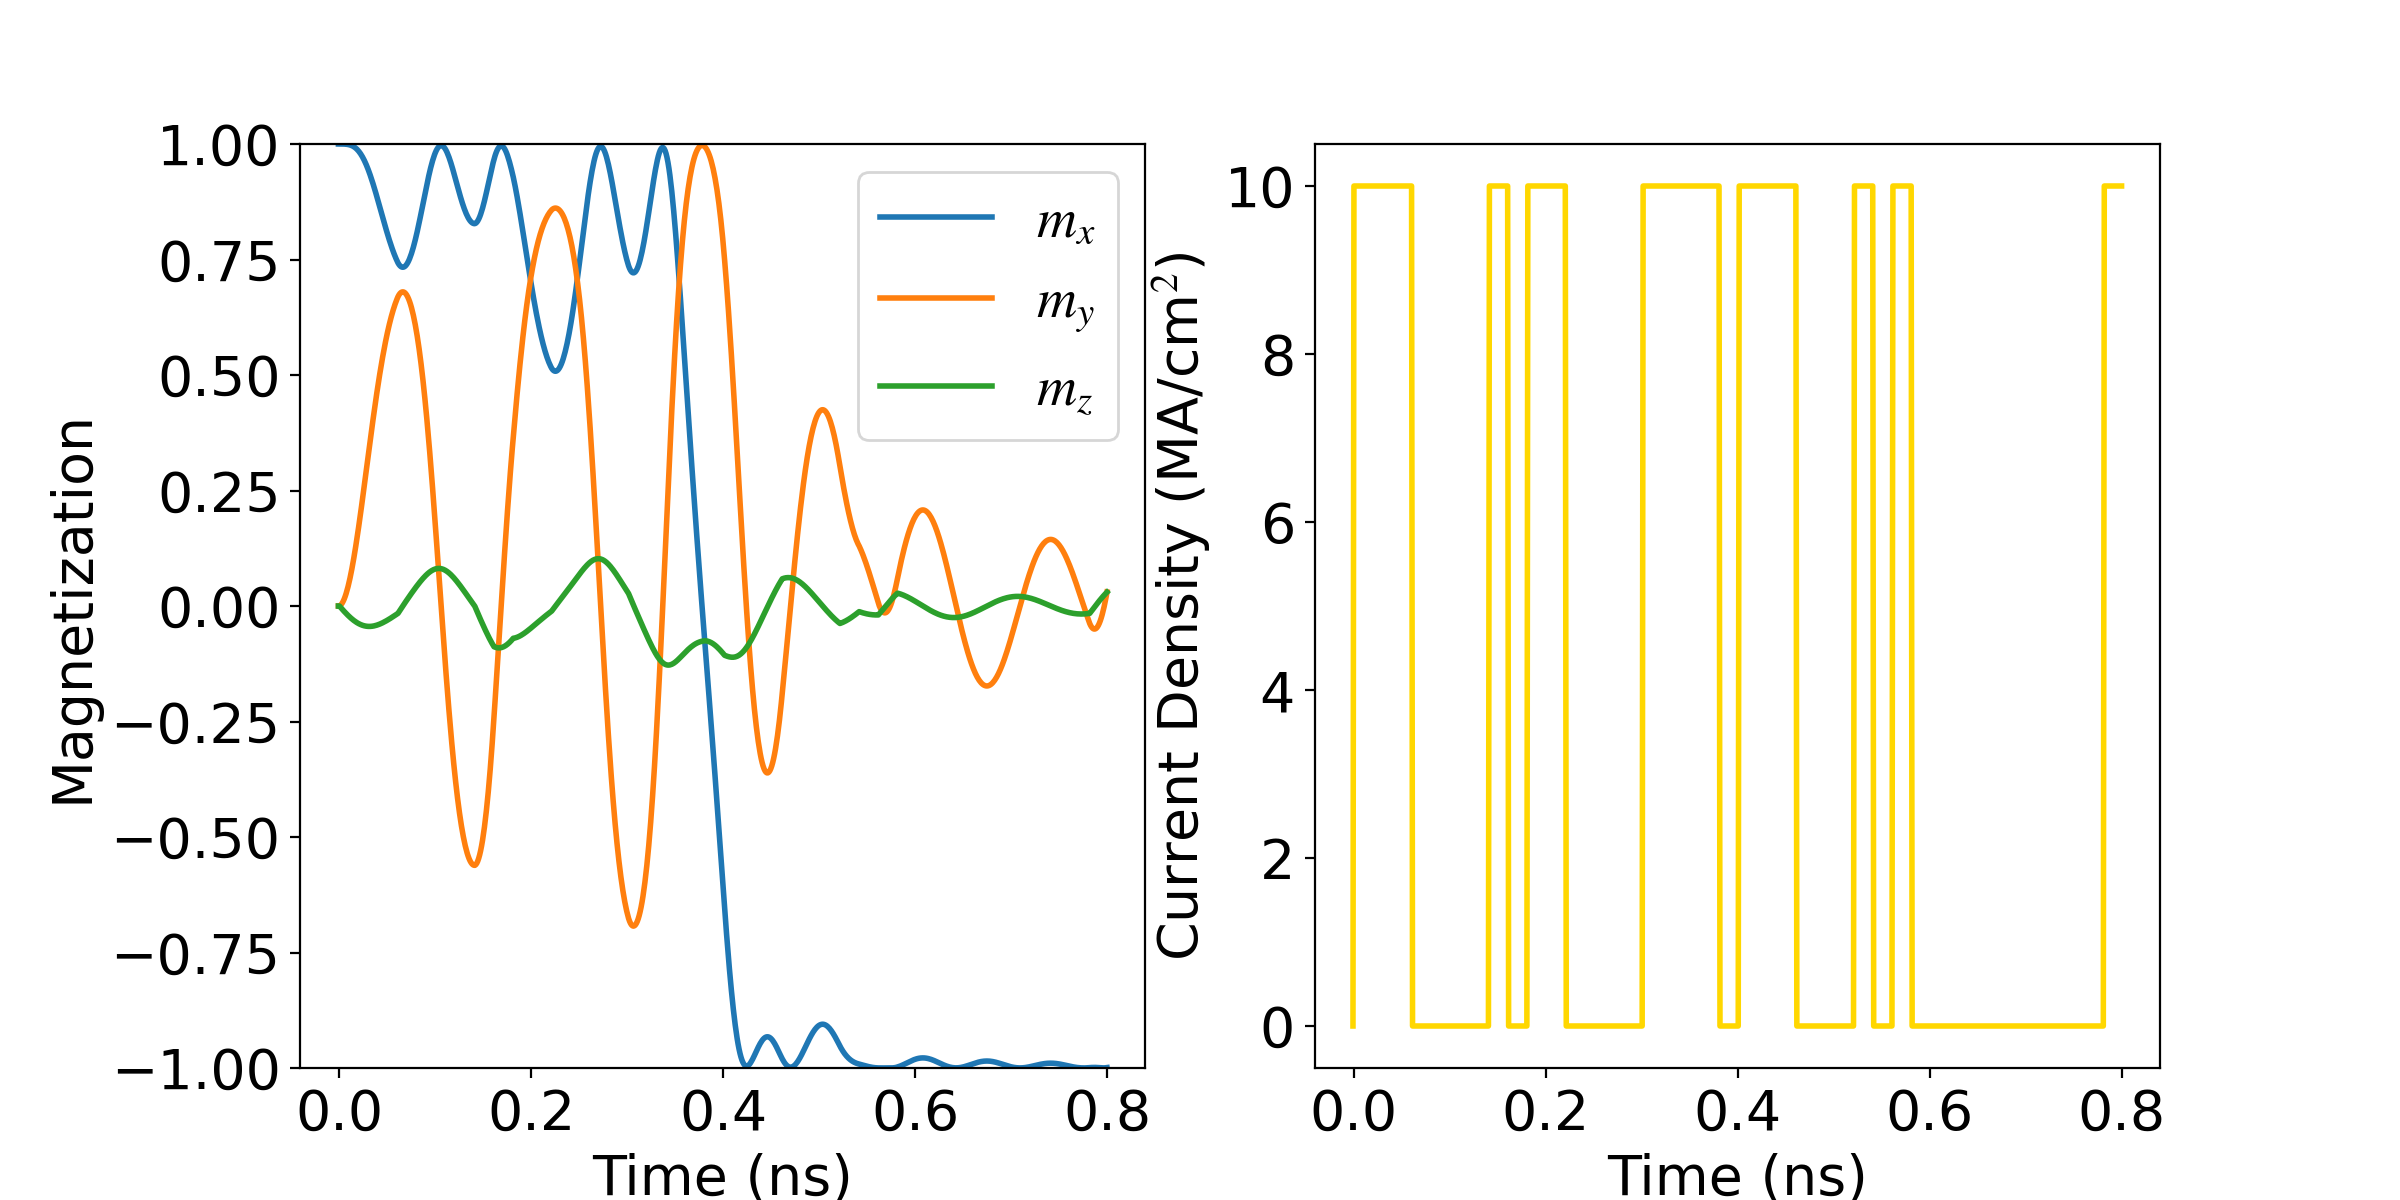 Magnetization
1.00
0.75
0.50
0.25
0.00
−0.25
−0.50
−0.75
−1.00
0.0 0.2 0.4 0.6 0.8
Time (ns)
m_x
m_y
m_z
Current Density (MA/cm²)
10
8
6
4
2
0
0.0 0.2 0.4 0.6 0.8
Time (ns)